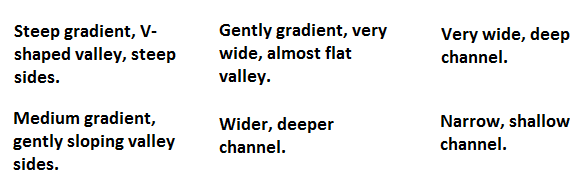 Steep gradient, V-
shaped valley, steep
sides.
Gently gradient, very
wide, almost flat
valley.
Very wide, deep
channel.
Medium gradient,
gently sloping valley
sides.
Wider, deeper
channel.
Narrow, shallow
channel.